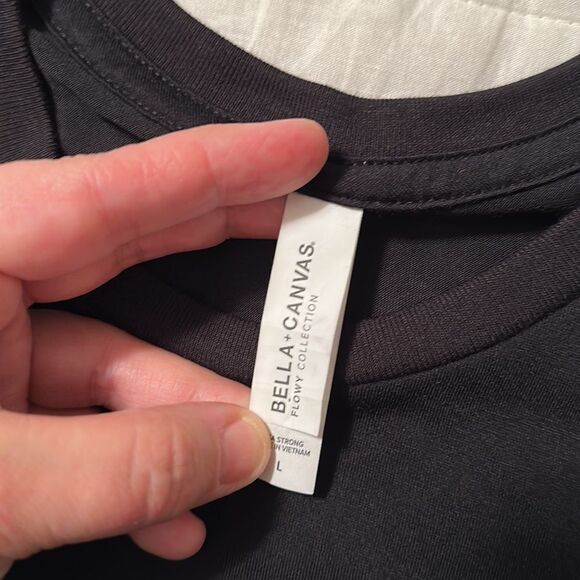 BELLA+CANVAS®
FLOWY COLLECTION
STRONG
IN VIETNAM
L